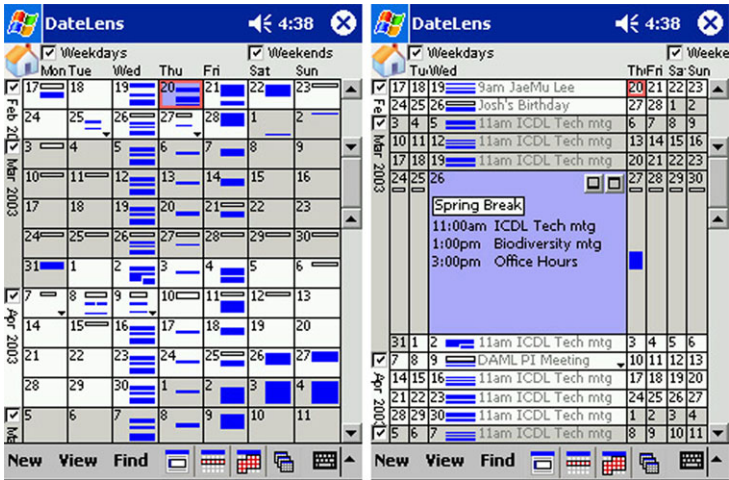 DateLens 4:38
Weekdays Weekends
Mon Tue Wed Thu Fri Sat Sun
Feb 20
17 18 19 20 21 22 23
24 25 26 27 28 1 2
Mar 2003
3 4 5 6 7 8 9
10 11 12 13 14 15 16
17 18 19 20 21 22 23
24 25 26 27 28 29 30
31 1 2 3 4 5 6
Apr 2003
7 8 9 10 11 12 13
14 15 16 17 18 19 20
21 22 23 24 25 26 27
28 29 30 1 2 3 4
5 6 7 8 9 10 11
New View Find
DateLens 4:38
Weekdays Weeke
Tu Wed Th Fri Sa Sun
Fe
17 18 19 9am JaeMu Lee 20 21 22 23
24 25 26 Josh's Birthday 27 28 1 2
Mar 2003
3 4 5 11am ICDL Tech mtg 6 7 8 9
10 11 12 11am ICDL Tech mtg 13 14 15 16
17 18 19 11am ICDL Tech mtg 20 21 22 23
24 25 26 27 28 29 30
Spring Break
11:00am ICDL Tech mtg
1:00pm Biodiversity mtg
3:00pm Office Hours
31 1 2 11am ICDL Tech mtg 3 4 5 6
Apr 2003
7 8 9 DAML PI Meeting 10 11 12 13
14 15 16 11am ICDL Tech mtg 17 18 19 20
21 22 23 11am ICDL Tech mtg 24 25 26 27
28 29 30 11am ICDL Tech mtg 1 2 3 4
5 6 7 11am ICDL Tech mtg 8 9 10 11
New View Find